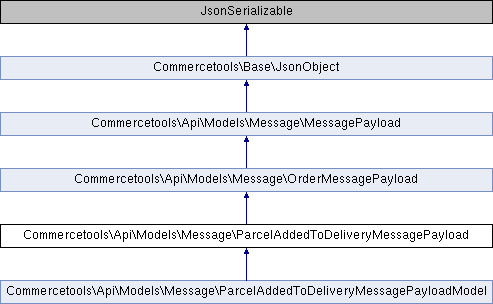 JsonSerializable
Commercetools\Base\JsonObject
Commercetools\Api\Models\Message\MessagePayload
Commercetools\Api\Models\Message\OrderMessagePayload
Commercetools\Api\Models\Message\ParcelAddedToDeliveryMessagePayload
Commercetools\Api\Models\Message\ParcelAddedToDeliveryMessagePayloadModel